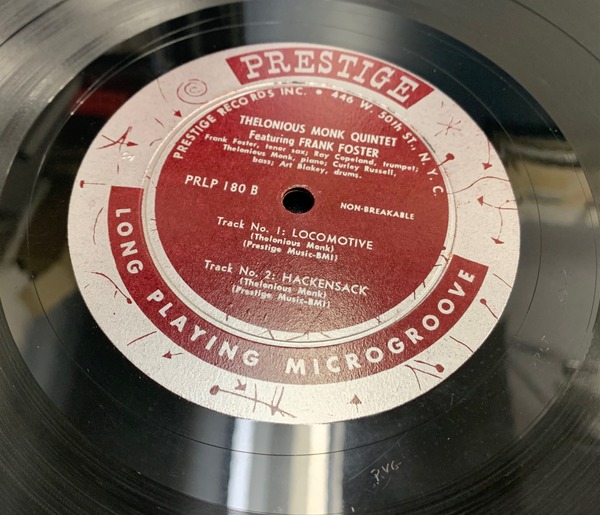 PRESTIGE
PRESTIGE RECORDS INC. • 446 W. 50th ST., N.Y.C.
THELONIOUS MONK QUINTET
Featuring FRANK FOSTER
Frank Foster, tenor sax; Ray Copeland, trumpet;
Thelonious Monk, piano; Curley Russell,
bass; Art Blakey, drums.
PRLP 180 B
NON-BREAKABLE
Track No. 1: LOCOMOTIVE
(Thelonious Monk)
(Prestige Music-BMI)
Track No. 2: HACKENSACK
(Thelonious Monk)
(Prestige Music-BMI)
LONG PLAYING MICROGROOVE
RVG